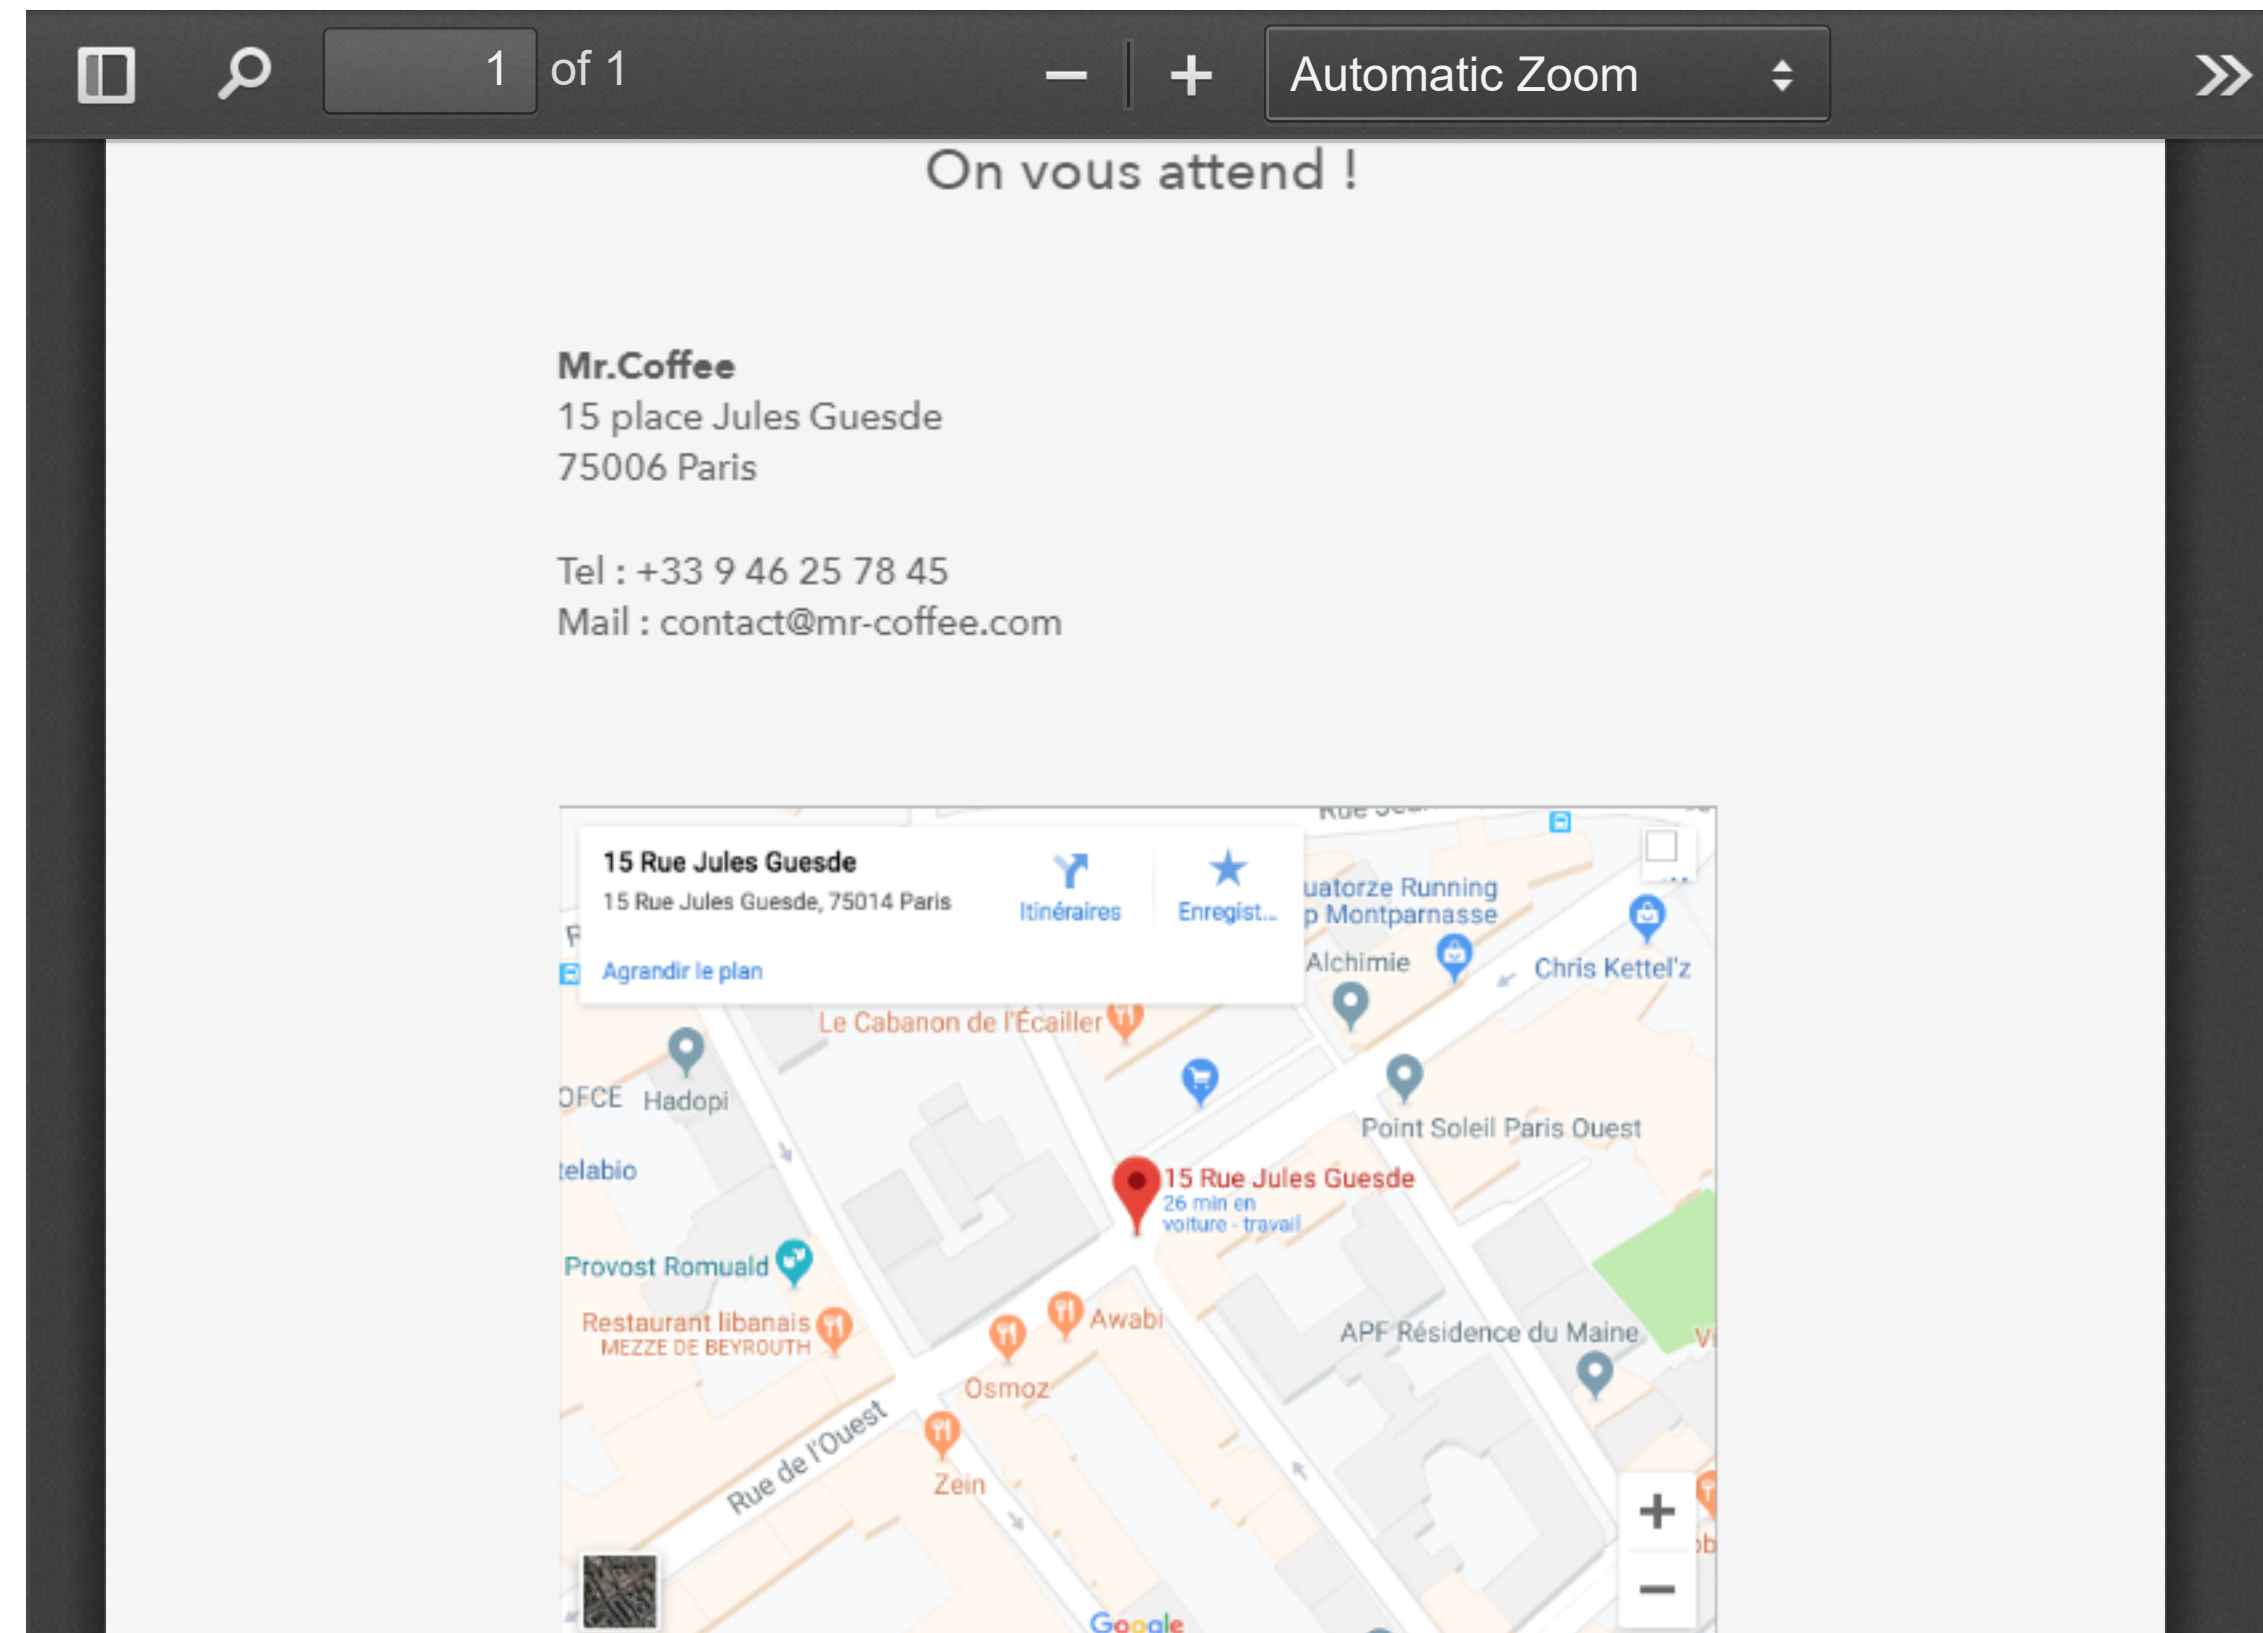 1 of 1
Automatic Zoom
On vous attend !
Mr.Coffee
15 place Jules Guesde
75006 Paris
Tel : +33 9 46 25 78 45
Mail : contact@mr-coffee.com
15 Rue Jules Guesde
15 Rue Jules Guesde, 75014 Paris
Itinéraires
Enregist...
Agrandir le plan
Rue
uatorze Running
p Montparnasse
Alchimie
Chris Kettel'z
Le Cabanon de l'Écailler
OFCE
Hadopi
Point Soleil Paris Ouest
telabio
15 Rue Jules Guesde
26 min en
voiture - travail
Provost Romuald
Restaurant libanais
MEZZE DE BEYROUTH
Awabi
APF Résidence du Maine
Vi
Osmoz
Rue de l'Ouest
Zein
Google